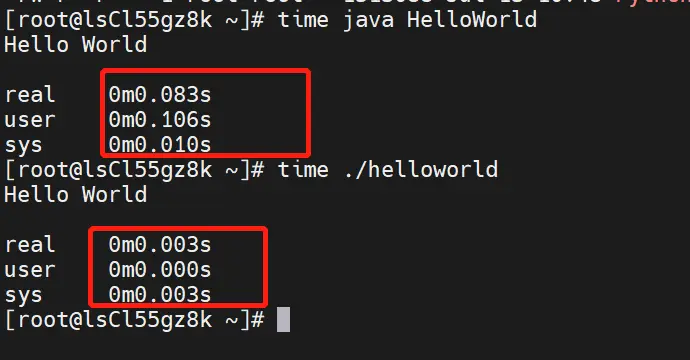 [root@lsCl55gz8k ~]# time java HelloWorld
Hello World
real 0m0.083s
user 0m0.106s
sys 0m0.010s
[root@lsCl55gz8k ~]# time ./helloworld
Hello World
real 0m0.003s
user 0m0.000s
sys 0m0.003s
[root@lsCl55gz8k ~]#